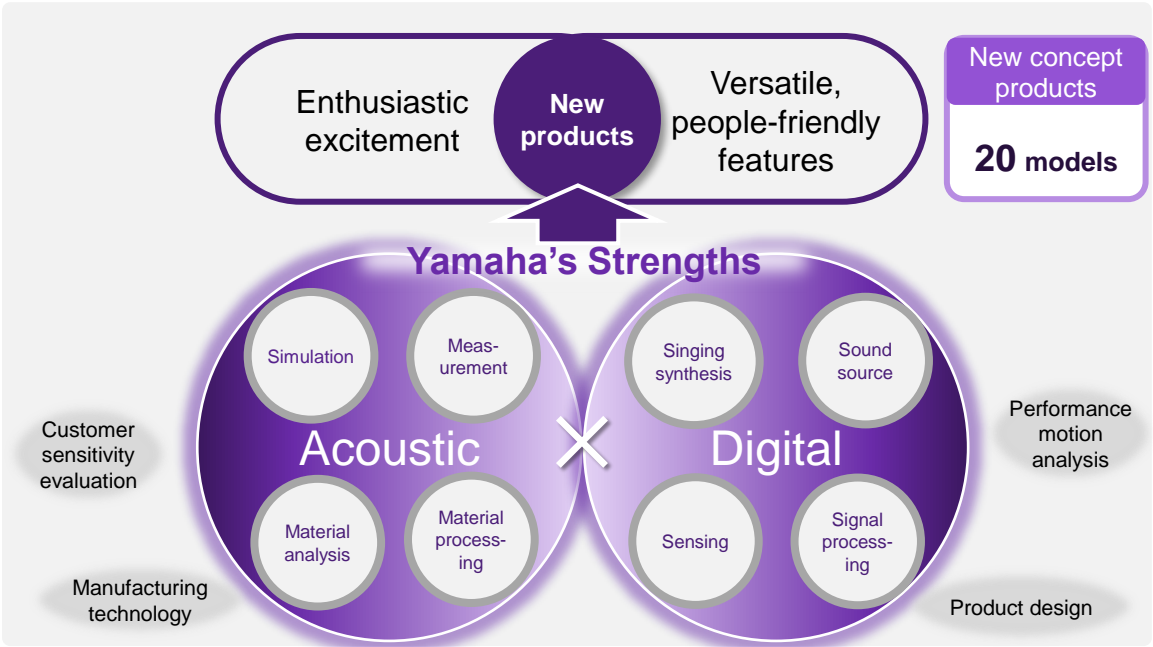 Enthusiastic
excitement
New
products
Versatile,
people-friendly
features
New concept
products
20 models
Yamaha's Strengths
Simulation
Meas-
urement
Singing
synthesis
Sound
source
Customer
sensitivity
evaluation
Acoustic
Digital
Performance
motion
analysis
Material
analysis
Material
process-
ing
Sensing
Signal
process-
ing
Manufacturing
technology
Product design